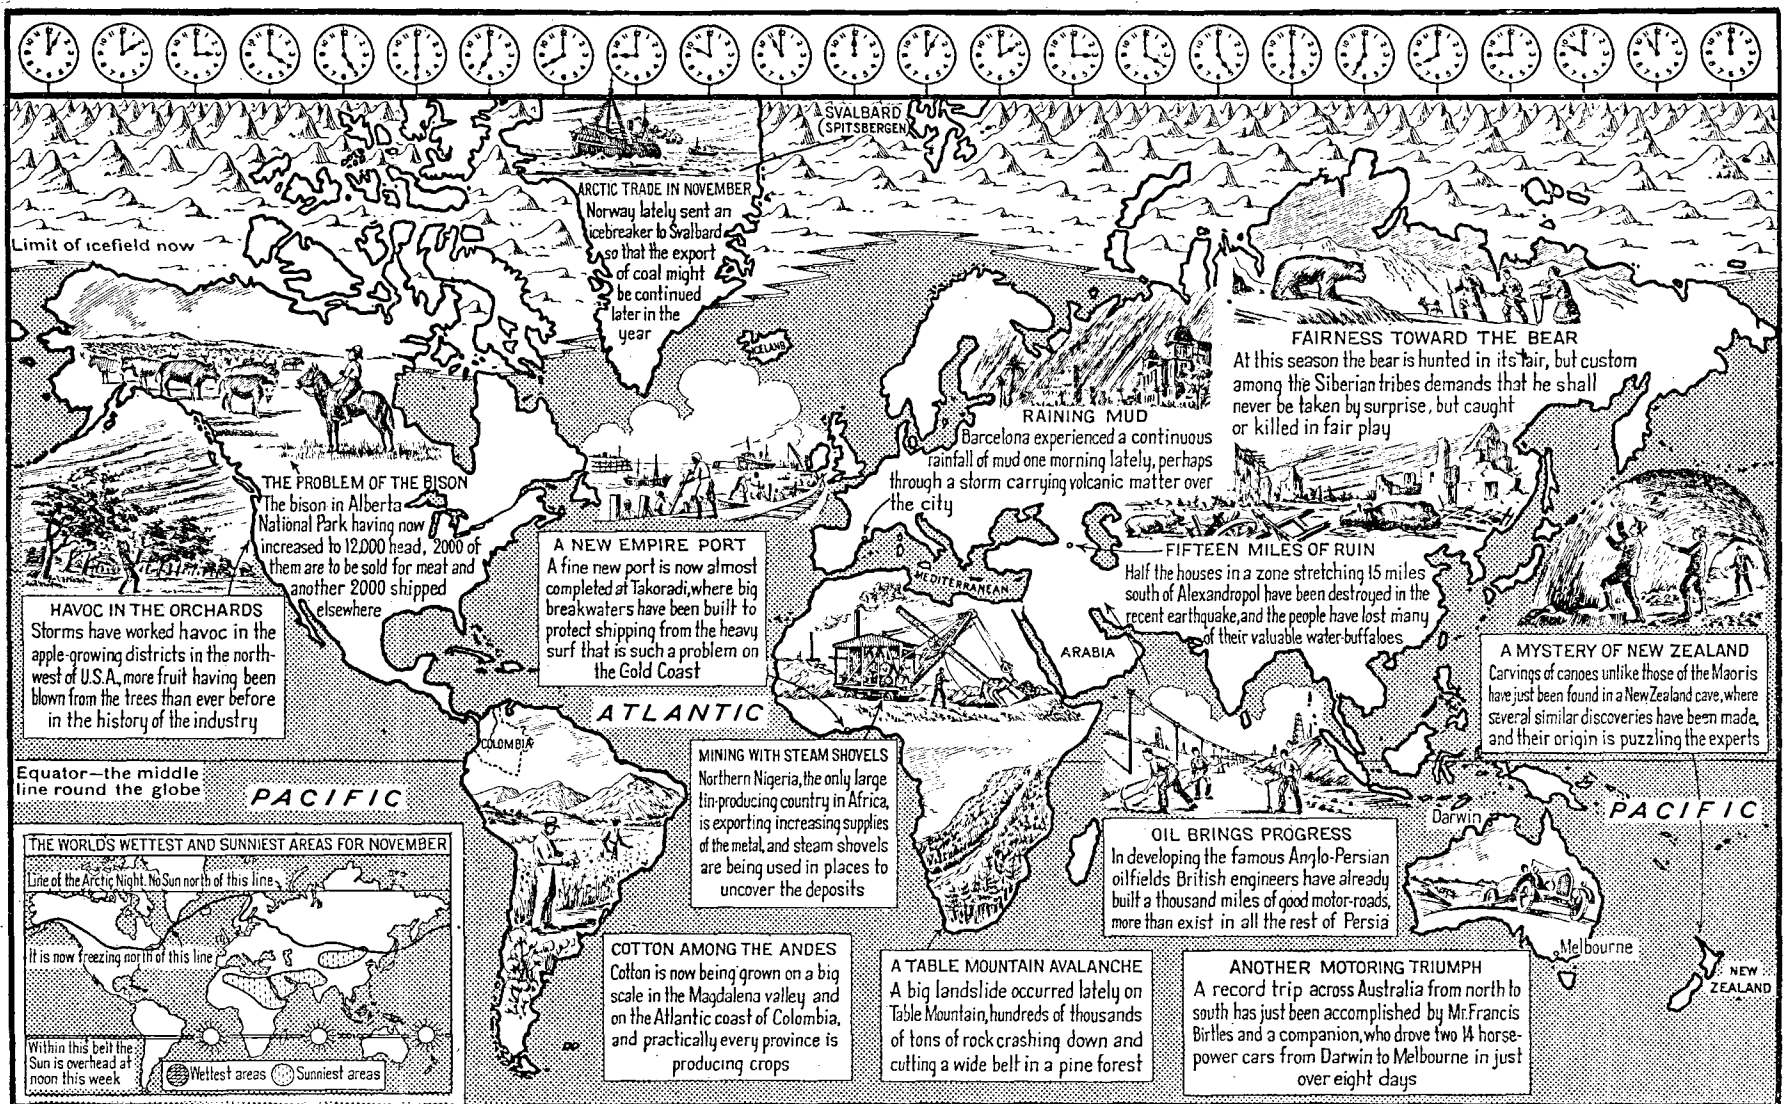 SVALBARD
(SPITSBERGEN)
ARCTIC TRADE IN NOVEMBER
Norway lately sent an
icebreaker to Svalbard
so that the export
of coal might
be continued
later in the
year
Limit of icefield now
ICELAND
FAIRNESS TOWARD THE BEAR
At this season the bear is hunted in its lair, but custom
among the Siberian tribes demands that he shall
never be taken by surprise, but caught
or killed in fair play
RAINING MUD
Barcelona experienced a continuous
rainfall of mud one morning lately, perhaps
through a storm carrying volcanic matter over
the city
THE PROBLEM OF THE BISON
The bison in Alberta
National Park having now
increased to 12,000 head, 2000 of
them are to be sold for meat and
another 2000 shipped
elsewhere
A NEW EMPIRE PORT
A fine new port is now almost
completed at Takoradi, where big
breakwaters have been built to
protect shipping from the heavy
surf that is such a problem on
the Gold Coast
FIFTEEN MILES OF RUIN
Half the houses in a zone stretching 15 miles
south of Alexandropol have been destroyed in the
recent earthquake, and the people have lost many
of their valuable water-buffaloes
MEDITERRANEAN
ARABIA
HAVOC IN THE ORCHARDS
Storms have worked havoc in the
apple-growing districts in the north-
west of U.S.A., more fruit having been
blown from the trees than ever before
in the history of the industry
A MYSTERY OF NEW ZEALAND
Carvings of canoes unlike those of the Maoris
have just been found in a New Zealand cave, where
several similar discoveries have been made,
and their origin is puzzling the experts
ATLANTIC
COLOMBIA
MINING WITH STEAM SHOVELS
Northern Nigeria, the only large
tin-producing country in Africa,
is exporting increasing supplies
of the metal, and steam shovels
are being used in places to
uncover the deposits
Equator—the middle
line round the globe
PACIFIC
PACIFIC
Darwin
OIL BRINGS PROGRESS
In developing the famous Anglo-Persian
oilfields British engineers have already
built a thousand miles of good motor-roads,
more than exist in all the rest of Persia
THE WORLD'S WETTEST AND SUNNIEST AREAS FOR NOVEMBER
Line of the Arctic Night. No Sun north of this line
It is now freezing north of this line
Within this belt the
Sun is overhead at
noon this week
Wettest areas
Sunniest areas
COTTON AMONG THE ANDES
Cotton is now being grown on a big
scale in the Magdalena valley and
on the Atlantic coast of Colombia,
and practically every province is
producing crops
A TABLE MOUNTAIN AVALANCHE
A big landslide occurred lately on
Table Mountain, hundreds of thousands
of tons of rock crashing down and
cutting a wide belt in a pine forest
ANOTHER MOTORING TRIUMPH
A record trip across Australia from north to
south has just been accomplished by Mr. Francis
Birtles and a companion, who drove two 14 horse-
power cars from Darwin to Melbourne in just
over eight days
Melbourne
NEW
ZEALAND